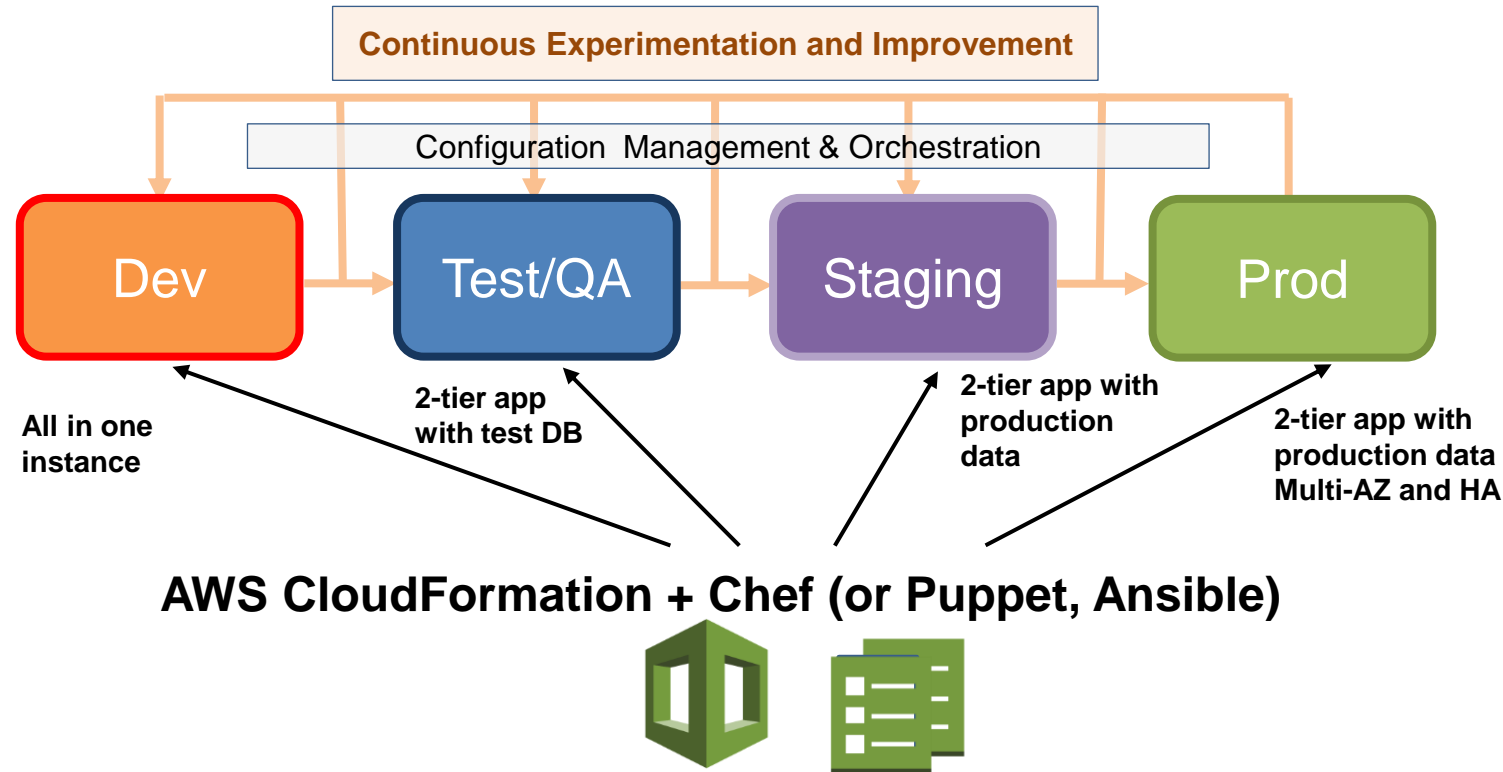 Continuous Experimentation and Improvement
Configuration  Management & Orchestration
Dev
Test/QA
Staging
Prod
All in one
instance
2-tier app
with test DB
2-tier app with
production
data
2-tier app with
production data
Multi-AZ and HA
AWS CloudFormation + Chef (or Puppet, Ansible)